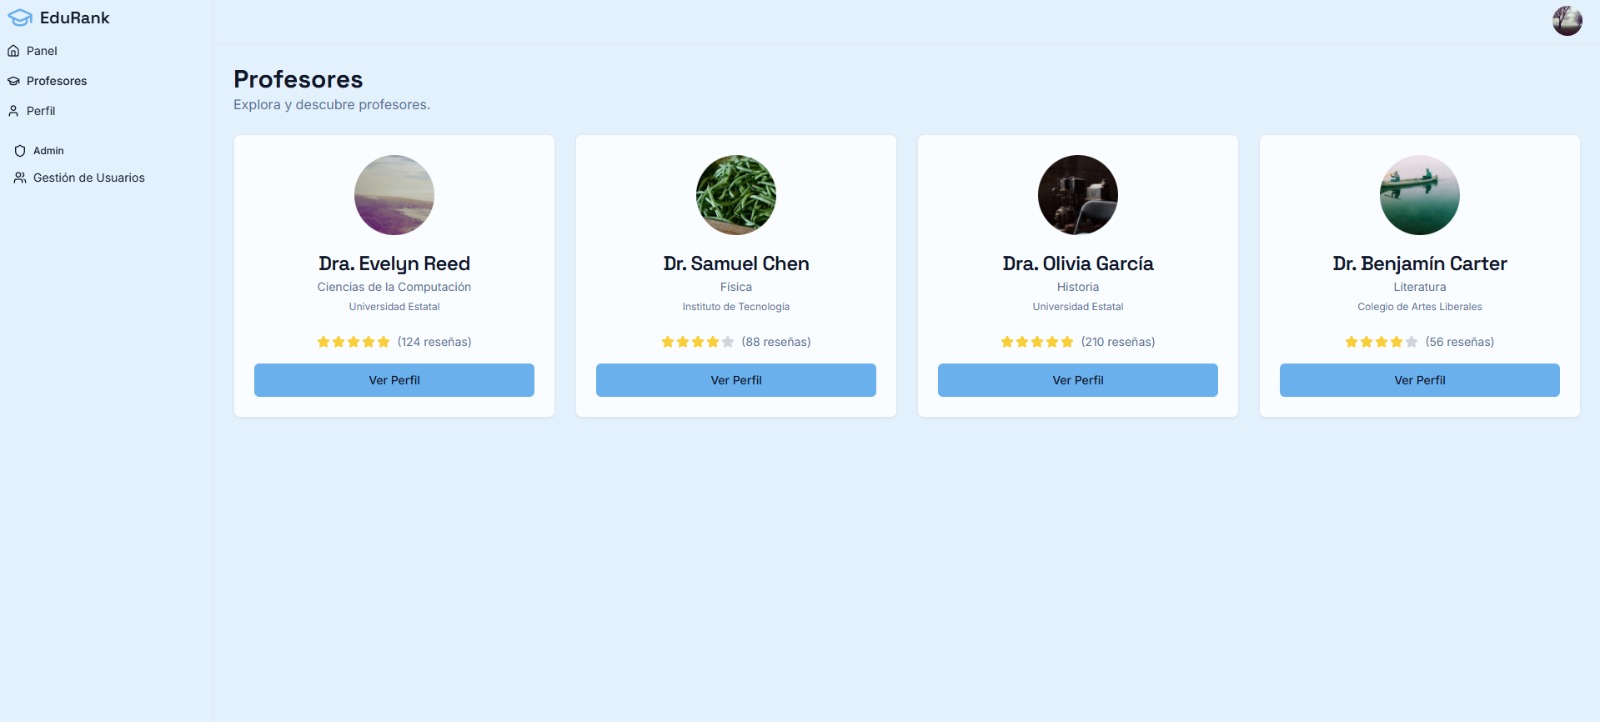 EduRank
Panel
Profesores
Perfil
Admin
Gestión de Usuarios
Profesores
Explora y descubre profesores.
Dra. Evelyn Reed
Ciencias de la Computación
Universidad Estatal
(124 reseñas)
Ver Perfil
Dr. Samuel Chen
Física
Instituto de Tecnología
(88 reseñas)
Ver Perfil
Dra. Olivia García
Historia
Universidad Estatal
(210 reseñas)
Ver Perfil
Dr. Benjamín Carter
Literatura
Colegio de Artes Liberales
(56 reseñas)
Ver Perfil